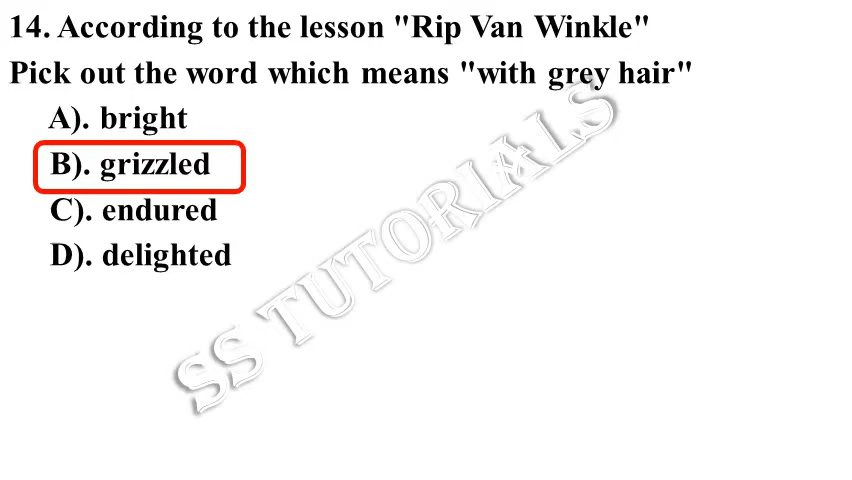 14. According to the lesson "Rip Van Winkle"
Pick out the word which means "with grey hair"
A). bright
B). grizzled
C). endured
D). delighted
SS TUTORIALS